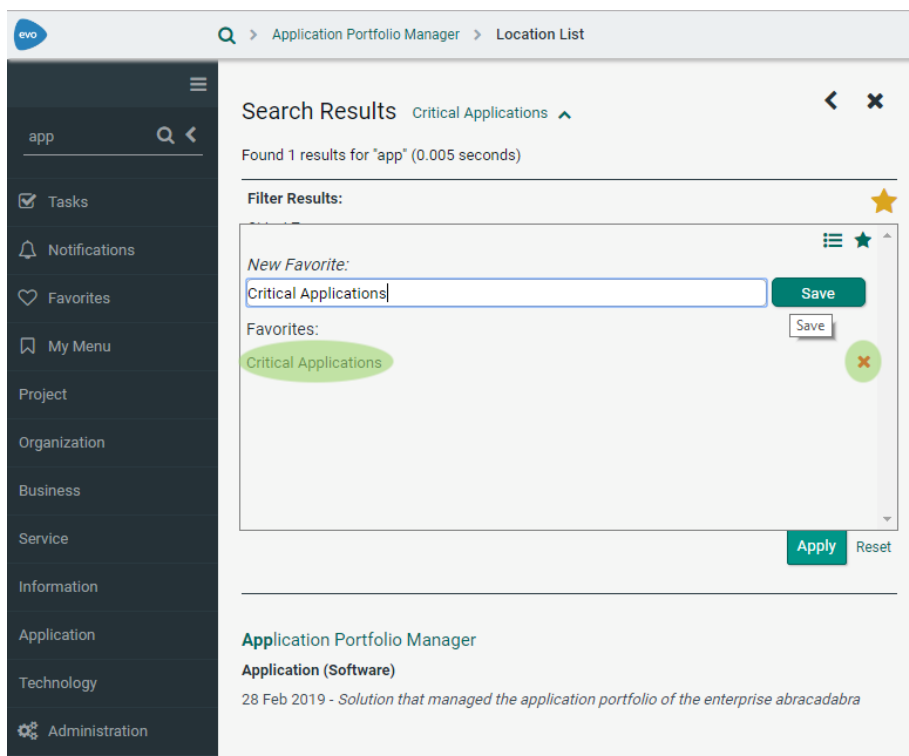 evo
> Application Portfolio Manager > Location List
app
Tasks
Notifications
Favorites
My Menu
Project
Organization
Business
Service
Information
Application
Technology
Administration
Search Results Critical Applications
Found 1 results for "app" (0.005 seconds)
Filter Results:
New Favorite:
Critical Applications Save
Save
Favorites:
Critical Applications
Apply Reset
Application Portfolio Manager
Application (Software)
28 Feb 2019 - Solution that managed the application portfolio of the enterprise abracadabra